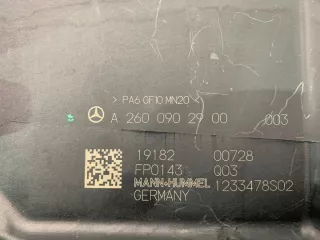 > PA6 GF10 MN20 <
A 260 090 29 00 003
19182 00728
FP0143 Q03
MANN+HUMMEL 1233478S02
GERMANY